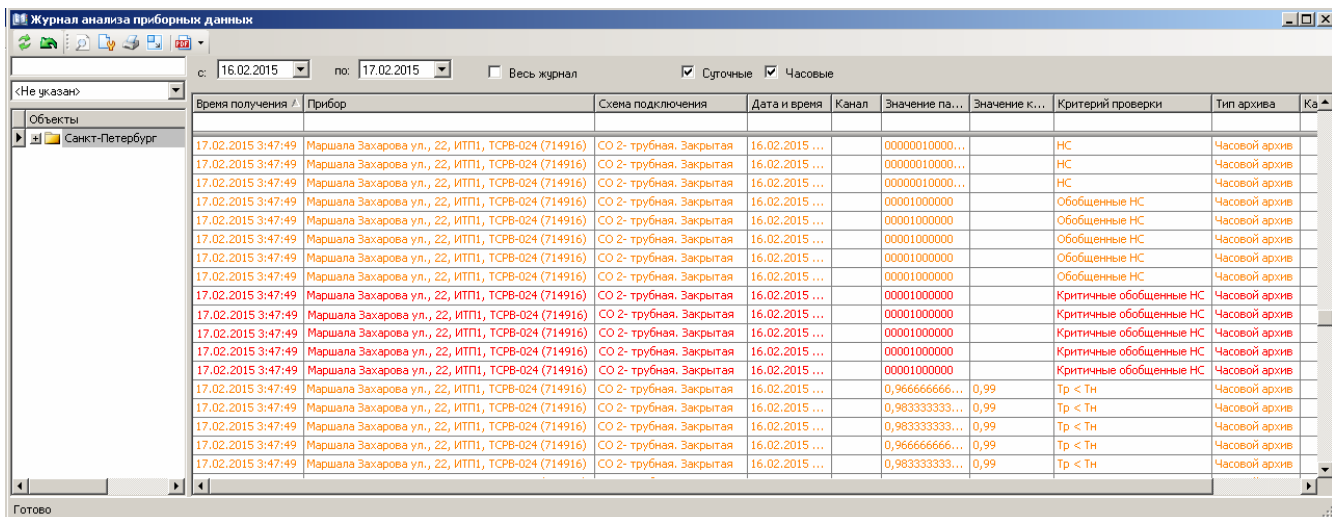 Журнал анализа приборных данных
PDF
с: 16.02.2015 по: 17.02.2015 Весь журнал Суточные Часовые
<Не указан>
Объекты
Санкт-Петербург
Время получения Прибор Схема подключения Дата и время Канал Значение па... Значение к... Критерий проверки Тип архива Ка
17.02.2015 3:47:49 Маршала Захарова ул., 22, ИТП1, ТСРВ-024 (714916) СО 2- трубная. Закрытая 16.02.2015 ... 00000010000... НС Часовой архив
17.02.2015 3:47:49 Маршала Захарова ул., 22, ИТП1, ТСРВ-024 (714916) СО 2- трубная. Закрытая 16.02.2015 ... 00000010000... НС Часовой архив
17.02.2015 3:47:49 Маршала Захарова ул., 22, ИТП1, ТСРВ-024 (714916) СО 2- трубная. Закрытая 16.02.2015 ... 00000010000... НС Часовой архив
17.02.2015 3:47:49 Маршала Захарова ул., 22, ИТП1, ТСРВ-024 (714916) СО 2- трубная. Закрытая 16.02.2015 ... 00001000000 Обобщенные НС Часовой архив
17.02.2015 3:47:49 Маршала Захарова ул., 22, ИТП1, ТСРВ-024 (714916) СО 2- трубная. Закрытая 16.02.2015 ... 00001000000 Обобщенные НС Часовой архив
17.02.2015 3:47:49 Маршала Захарова ул., 22, ИТП1, ТСРВ-024 (714916) СО 2- трубная. Закрытая 16.02.2015 ... 00001000000 Обобщенные НС Часовой архив
17.02.2015 3:47:49 Маршала Захарова ул., 22, ИТП1, ТСРВ-024 (714916) СО 2- трубная. Закрытая 16.02.2015 ... 00001000000 Обобщенные НС Часовой архив
17.02.2015 3:47:49 Маршала Захарова ул., 22, ИТП1, ТСРВ-024 (714916) СО 2- трубная. Закрытая 16.02.2015 ... 00001000000 Обобщенные НС Часовой архив
17.02.2015 3:47:49 Маршала Захарова ул., 22, ИТП1, ТСРВ-024 (714916) СО 2- трубная. Закрытая 16.02.2015 ... 00001000000 Критичные обобщенные НС Часовой архив
17.02.2015 3:47:49 Маршала Захарова ул., 22, ИТП1, ТСРВ-024 (714916) СО 2- трубная. Закрытая 16.02.2015 ... 00001000000 Критичные обобщенные НС Часовой архив
17.02.2015 3:47:49 Маршала Захарова ул., 22, ИТП1, ТСРВ-024 (714916) СО 2- трубная. Закрытая 16.02.2015 ... 00001000000 Критичные обобщенные НС Часовой архив
17.02.2015 3:47:49 Маршала Захарова ул., 22, ИТП1, ТСРВ-024 (714916) СО 2- трубная. Закрытая 16.02.2015 ... 00001000000 Критичные обобщенные НС Часовой архив
17.02.2015 3:47:49 Маршала Захарова ул., 22, ИТП1, ТСРВ-024 (714916) СО 2- трубная. Закрытая 16.02.2015 ... 00001000000 Критичные обобщенные НС Часовой архив
17.02.2015 3:47:49 Маршала Захарова ул., 22, ИТП1, ТСРВ-024 (714916) СО 2- трубная. Закрытая 16.02.2015 ... 0,966666666... 0,99 Тр < Тн Часовой архив
17.02.2015 3:47:49 Маршала Захарова ул., 22, ИТП1, ТСРВ-024 (714916) СО 2- трубная. Закрытая 16.02.2015 ... 0,983333333... 0,99 Тр < Тн Часовой архив
17.02.2015 3:47:49 Маршала Захарова ул., 22, ИТП1, ТСРВ-024 (714916) СО 2- трубная. Закрытая 16.02.2015 ... 0,983333333... 0,99 Тр < Тн Часовой архив
17.02.2015 3:47:49 Маршала Захарова ул., 22, ИТП1, ТСРВ-024 (714916) СО 2- трубная. Закрытая 16.02.2015 ... 0,966666666... 0,99 Тр < Тн Часовой архив
17.02.2015 3:47:49 Маршала Захарова ул., 22, ИТП1, ТСРВ-024 (714916) СО 2- трубная. Закрытая 16.02.2015 ... 0,983333333... 0,99 Тр < Тн Часовой архив
Готово